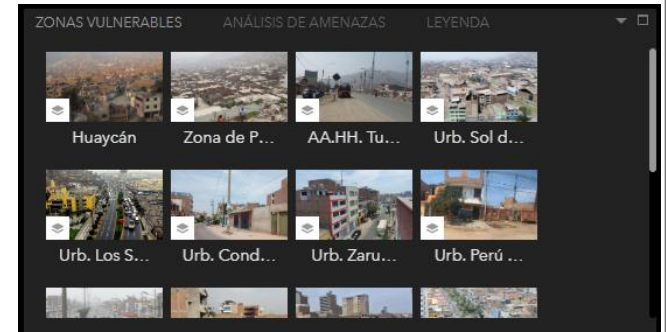 ZONAS VULNERABLES ANÁLISIS DE AMENAZAS LEYENDA
Huaycán Zona de P... AA.HH. Tu... Urb. Sol d...
Urb. Los S... Urb. Cond... Urb. Zaru... Urb. Perú ...